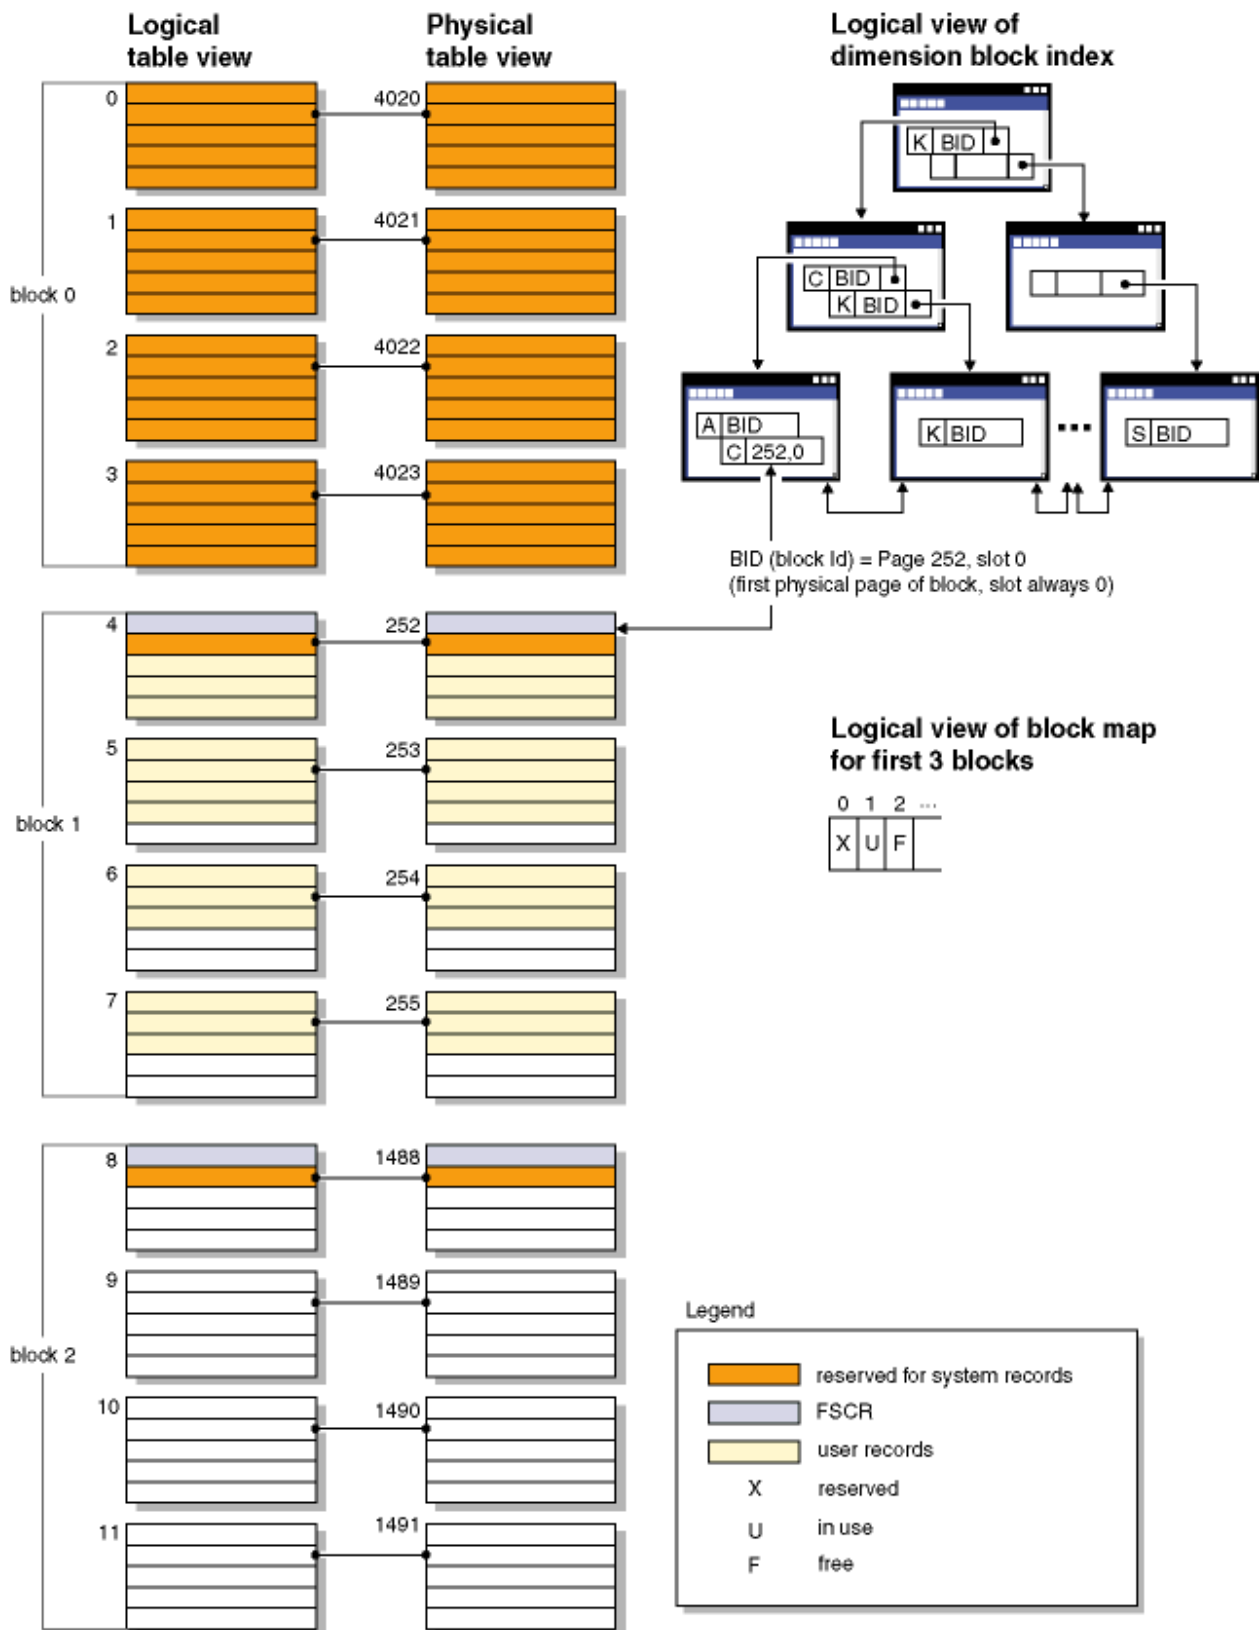 Logical
table view
Physical
table view
Logical view of
dimension block index
block 0
0
4020
1
4021
2
4022
3
4023
K BID
C BID
K BID
A BID
C 252,0
K BID
S BID
BID (block Id) = Page 252, slot 0
(first physical page of block, slot always 0)
block 1
4
252
5
253
6
254
7
255
Logical view of block map
for first 3 blocks
0 1 2 ...
X U F
block 2
8
1488
9
1489
10
1490
11
1491
Legend
reserved for system records
FSCR
user records
X reserved
U in use
F free